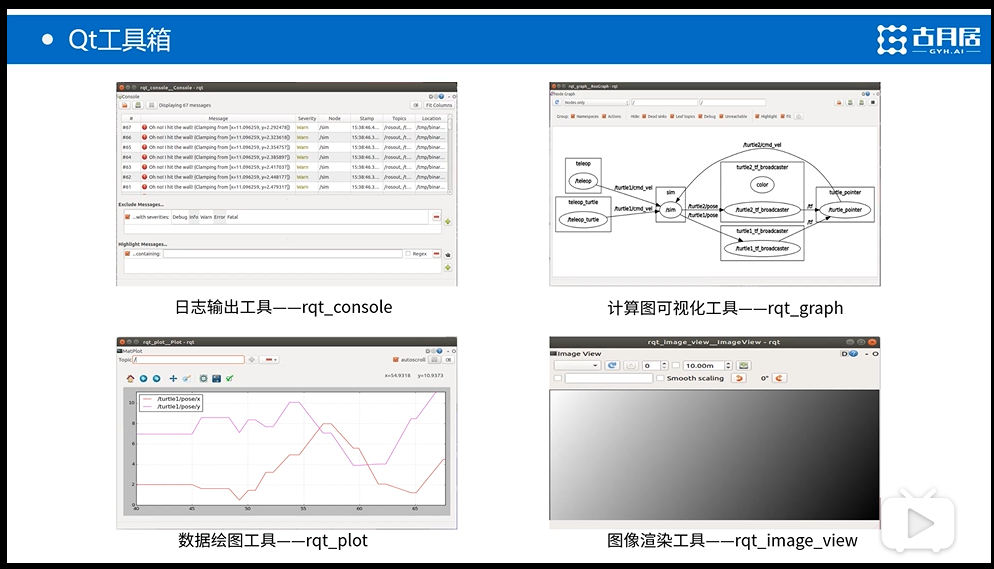 Qt工具箱
古月居
GYH.AI
rqt_console__Console - rqt
Displaying 67 messages
Fit Columns
# Message Severity Node Stamp Topics Location
#67 Oh no! I hit the wall! (Clamping from [x=11.096259, y=2.292478]) Warn /sim 15:38:46.4... /rosout, /t... /tmp/binar...
#66 Oh no! I hit the wall! (Clamping from [x=11.096259, y=2.323618]) Warn /sim 15:38:46.3... /rosout, /t... /tmp/binar...
#65 Oh no! I hit the wall! (Clamping from [x=11.096259, y=2.354757]) Warn /sim 15:38:46.3... /rosout, /t... /tmp/binar...
#64 Oh no! I hit the wall! (Clamping from [x=11.096259, y=2.385897]) Warn /sim 15:38:46.3... /rosout, /t... /tmp/binar...
#63 Oh no! I hit the wall! (Clamping from [x=11.096259, y=2.417037]) Warn /sim 15:38:46.3... /rosout, /t... /tmp/binar...
#62 Oh no! I hit the wall! (Clamping from [x=11.096259, y=2.448177]) Warn /sim 15:38:46.3... /rosout, /t... /tmp/binar...
#61 Oh no! I hit the wall! (Clamping from [x=11.096259, y=2.479317]) Warn /sim 15:38:46.3... /rosout, /t... /tmp/binar...
Exclude Messages...
...with severities: Debug Info Warn Error Fatal
Highlight Messages...
...containing:
Regex
日志输出工具——rqt_console
rqt_graph__RosGraph - rqt
Node Graph
Nodes only / /
Group: Namespaces Actions Hide: Dead sinks Leaf topics Debug Unreachable Highlight Fit
/turtle2/cmd_vel
teleop
/teleop
/turtle1/cmd_vel
teleop_turtle
/teleop_turtle
/turtle1/cmd_vel
sim
/sim
/turtle2/pose
/turtle1/pose
turtle2_tf_broadcaster
color
/turtle2_tf_broadcaster
turtle1_tf_broadcaster
/turtle1_tf_broadcaster
/tf
/tf
turtle_pointer
/turtle_pointer
计算图可视化工具——rqt_graph
rqt_plot__Plot - rqt
MatPlot
Topic /
autoscroll
x=54.9318 y=10.9373
/turtle1/pose/x
/turtle1/pose/y
10
8
6
4
2
0
40 45 50 55 60 65
数据绘图工具——rqt_plot
rqt_image_view__ImageView - rqt
Image View
0 10.00m
Smooth scaling 0°
图像渲染工具——rqt_image_view